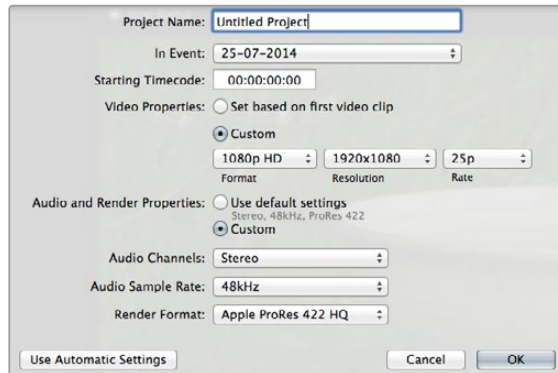 Project Name: Untitled Project
In Event: 25-07-2014
Starting Timecode: 00:00:00:00
Video Properties: Set based on first video clip
Custom
1080p HD 1920x1080 25p
Format Resolution Rate
Audio and Render Properties: Use default settings
Stereo, 48kHz, ProRes 422
Custom
Audio Channels: Stereo
Audio Sample Rate: 48kHz
Render Format: Apple ProRes 422 HQ
Use Automatic Settings Cancel OK